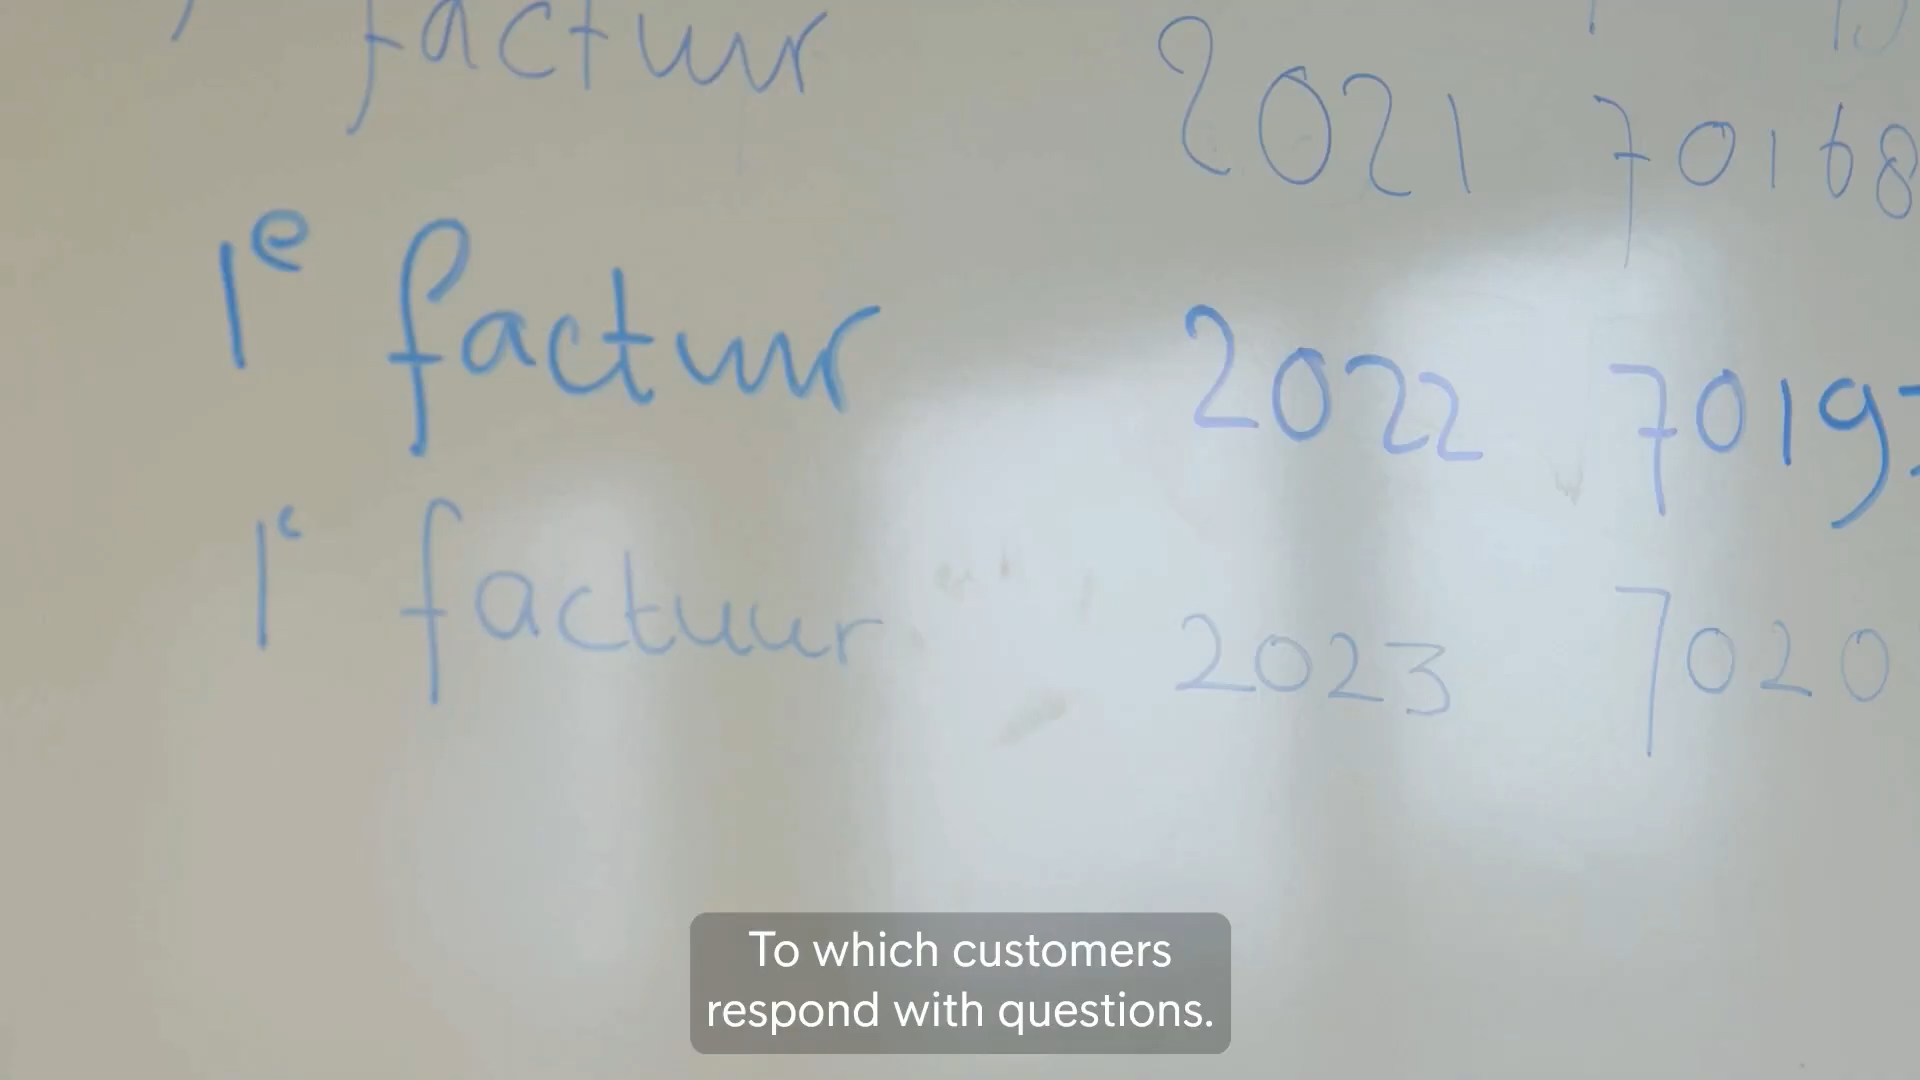 factuur 2021 70168
1e factuur 2022 7019
1e factuur 2023 7020
To which customers
respond with questions.